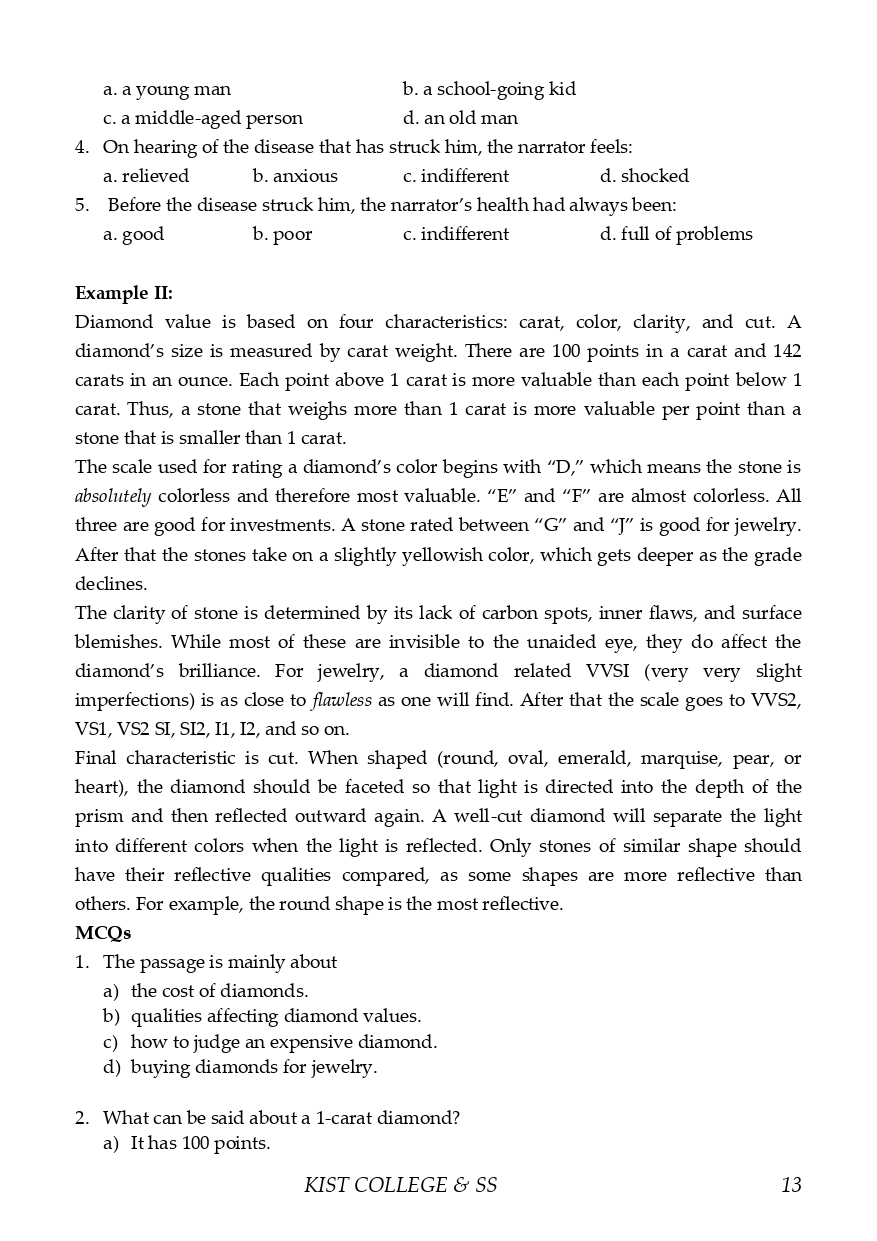 a. a young man b. a school-going kid
c. a middle-aged person d. an old man
4. On hearing of the disease that has struck him, the narrator feels:
a. relieved b. anxious c. indifferent d. shocked
5. Before the disease struck him, the narrator's health had always been:
a. good b. poor c. indifferent d. full of problems
Example II:
Diamond value is based on four characteristics: carat, color, clarity, and cut. A
diamond's size is measured by carat weight. There are 100 points in a carat and 142
carats in an ounce. Each point above 1 carat is more valuable than each point below 1
carat. Thus, a stone that weighs more than 1 carat is more valuable per point than a
stone that is smaller than 1 carat.
The scale used for rating a diamond's color begins with “D,” which means the stone is
absolutely colorless and therefore most valuable. “E” and “F” are almost colorless. All
three are good for investments. A stone rated between “G” and “J” is good for jewelry.
After that the stones take on a slightly yellowish color, which gets deeper as the grade
declines.
The clarity of stone is determined by its lack of carbon spots, inner flaws, and surface
blemishes. While most of these are invisible to the unaided eye, they do affect the
diamond's brilliance. For jewelry, a diamond related VVSI (very very slight
imperfections) is as close to flawless as one will find. After that the scale goes to VVS2,
VS1, VS2 SI, SI2, I1, I2, and so on.
Final characteristic is cut. When shaped (round, oval, emerald, marquise, pear, or
heart), the diamond should be faceted so that light is directed into the depth of the
prism and then reflected outward again. A well-cut diamond will separate the light
into different colors when the light is reflected. Only stones of similar shape should
have their reflective qualities compared, as some shapes are more reflective than
others. For example, the round shape is the most reflective.
MCQs
1. The passage is mainly about
a) the cost of diamonds.
b) qualities affecting diamond values.
c) how to judge an expensive diamond.
d) buying diamonds for jewelry.
2. What can be said about a 1-carat diamond?
a) It has 100 points.
KIST COLLEGE & SS 13